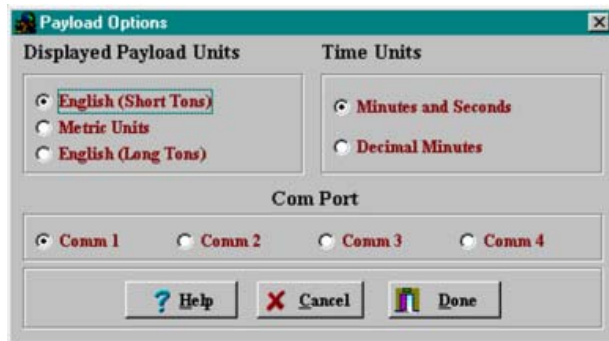 Payload Options
Displayed Payload Units
English (Short Tons)
Metric Units
English (Long Tons)
Time Units
Minutes and Seconds
Decimal Minutes
Com Port
Comm 1 Comm 2 Comm 3 Comm 4
Help Cancel Done